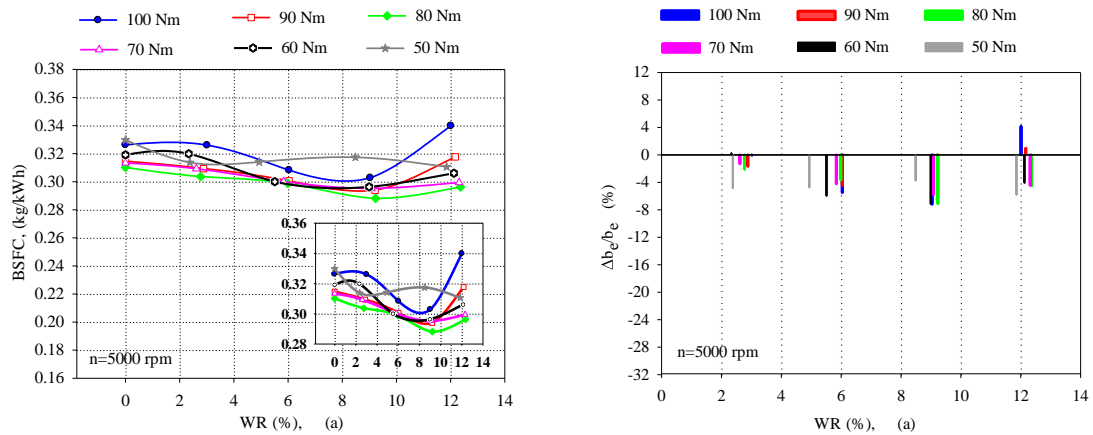 100 Nm 90 Nm 80 Nm
70 Nm 60 Nm 50 Nm
BSFC, (kg/kWh)
0.38
0.36
0.34
0.32
0.30
0.28
0.26
0.24
0.22
0.20
0.18
0.16
0.38
0.36
0.34
0.32
0.30
0.28
0 2 4 6 8 10 12 14
n=5000 rpm
0 2 4 6 8 10 12 14
WR (%), (a)
100 Nm 90 Nm 80 Nm
70 Nm 60 Nm 50 Nm
Δbe/be (%)
12
8
4
0
-4
-8
-12
-16
-20
-24
-28
-32
n=5000 rpm
0 2 4 6 8 10 12 14
WR (%), (a)